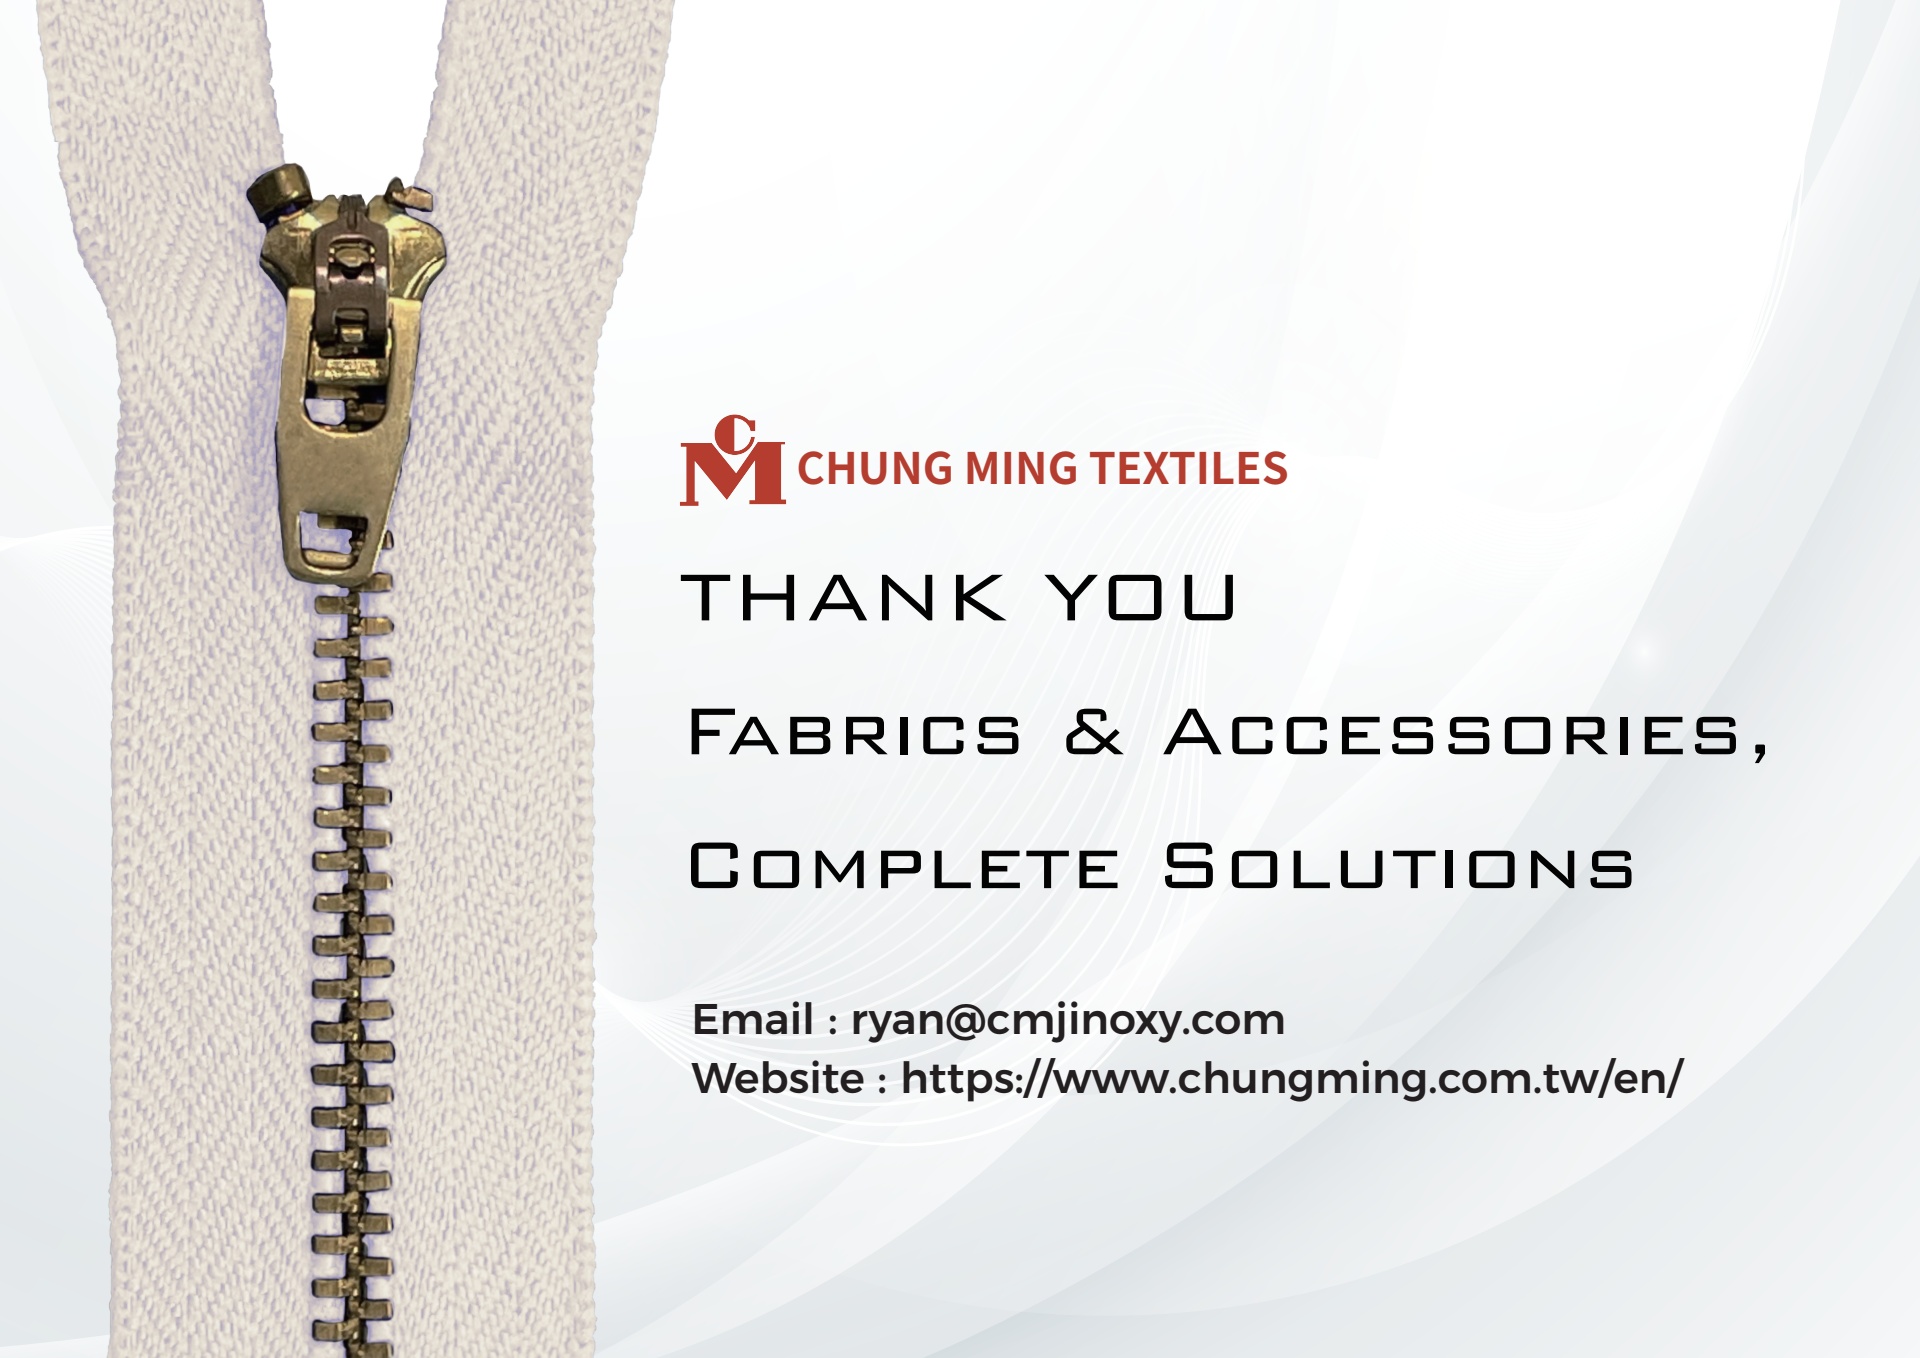 CM CHUNG MING TEXTILES
THANK YOU
FABRICS & ACCESSORIES,
COMPLETE SOLUTIONS
Email : ryan@cmjinoxy.com
Website : https://www.chungming.com.tw/en/